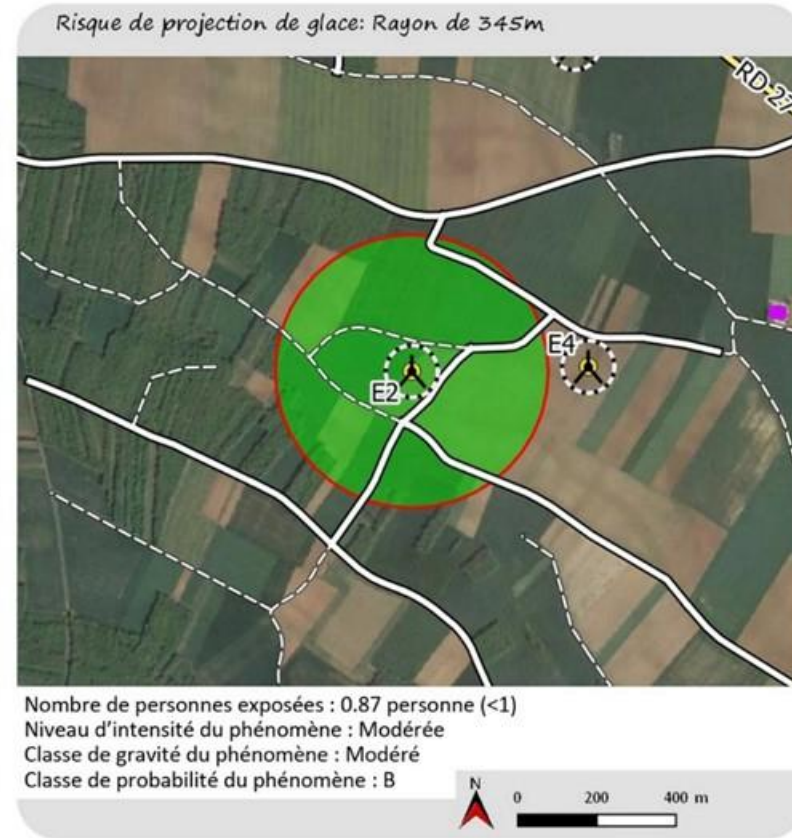 Risque de projection de glace: Rayon de 345m
RD 27
E4
E2
Nombre de personnes exposées : 0.87 personne (<1)
Niveau d'intensité du phénomène : Modérée
Classe de gravité du phénomène : Modéré
Classe de probabilité du phénomène : B
N
0 200 400 m